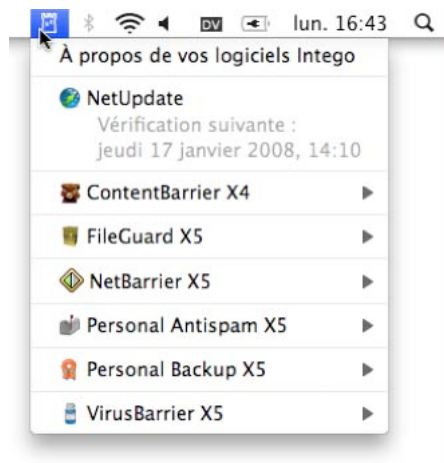 DV lun. 16:43
À propos de vos logiciels Intego
NetUpdate
Vérification suivante :
jeudi 17 janvier 2008, 14:10
ContentBarrier X4
FileGuard X5
NetBarrier X5
Personal Antispam X5
Personal Backup X5
VirusBarrier X5